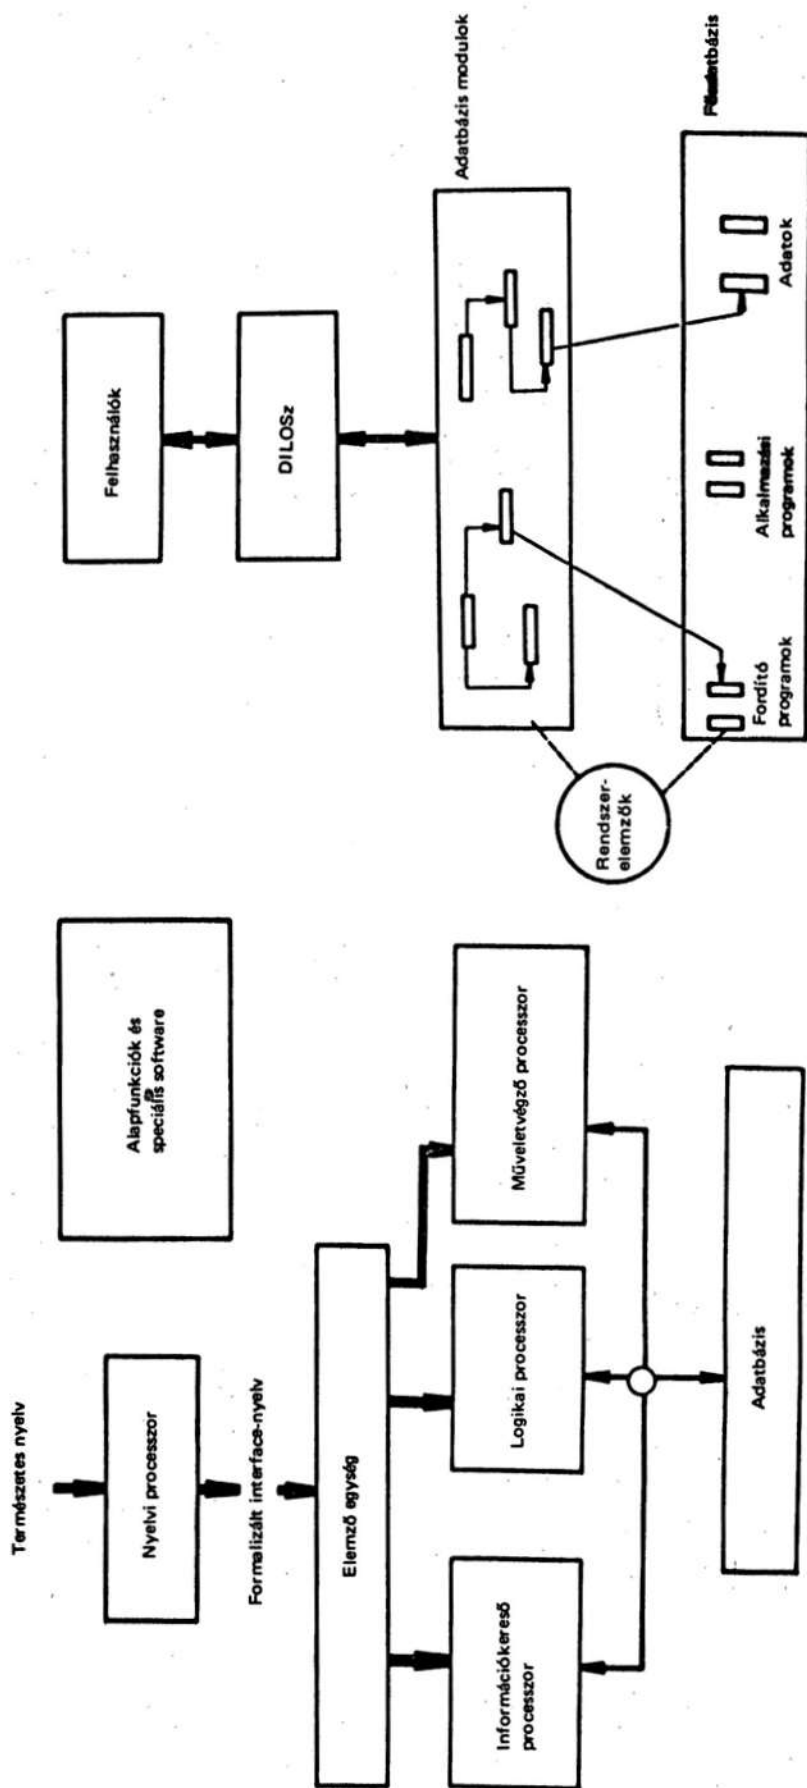 Természetes nyelv
Nyelvi processzor
Formalizált interface-nyelv
Alapfunkciók és
speciális software
Elemző egység
Információkereső
processzor
Logikai processzor
Műveletvégző processzor
Adatbázis
Felhasználók
DILOSz
Adatbázis modulok
Rendszer-
elemzők
Fordító
programok
Alkalmazási
programok
Adatok